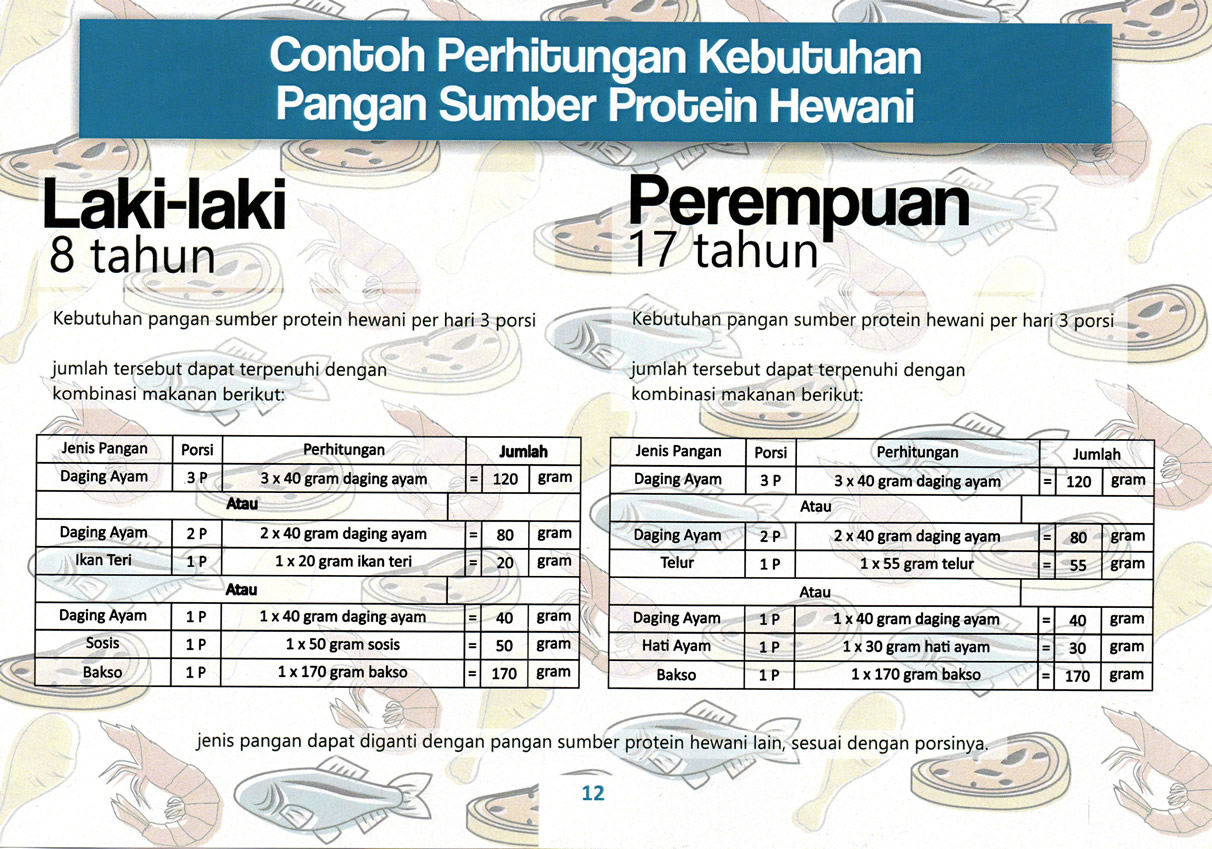 Contoh Perhitungan Kebutuhan
Pangan Sumber Protein Hewani
Laki-laki
8 tahun
Kebutuhan pangan sumber protein hewani per hari 3 porsi
jumlah tersebut dapat terpenuhi dengan
kombinasi makanan berikut:
Jenis Pangan Porsi Perhitungan Jumlah
Daging Ayam 3 P 3 x 40 gram daging ayam = 120 gram
Atau
Daging Ayam 2 P 2 x 40 gram daging ayam = 80 gram
Ikan Teri 1 P 1 x 20 gram ikan teri = 20 gram
Atau
Daging Ayam 1 P 1 x 40 gram daging ayam = 40 gram
Sosis 1 P 1 x 50 gram sosis = 50 gram
Bakso 1 P 1 x 170 gram bakso = 170 gram
Perempuan
17 tahun
Kebutuhan pangan sumber protein hewani per hari 3 porsi
jumlah tersebut dapat terpenuhi dengan
kombinasi makanan berikut:
Jenis Pangan Porsi Perhitungan Jumlah
Daging Ayam 3 P 3 x 40 gram daging ayam = 120 gram
Atau
Daging Ayam 2 P 2 x 40 gram daging ayam = 80 gram
Telur 1 P 1 x 55 gram telur = 55 gram
Atau
Daging Ayam 1 P 1 x 40 gram daging ayam = 40 gram
Hati Ayam 1 P 1 x 30 gram hati ayam = 30 gram
Bakso 1 P 1 x 170 gram bakso = 170 gram
jenis pangan dapat diganti dengan pangan sumber protein hewani lain, sesuai dengan porsinya.
12